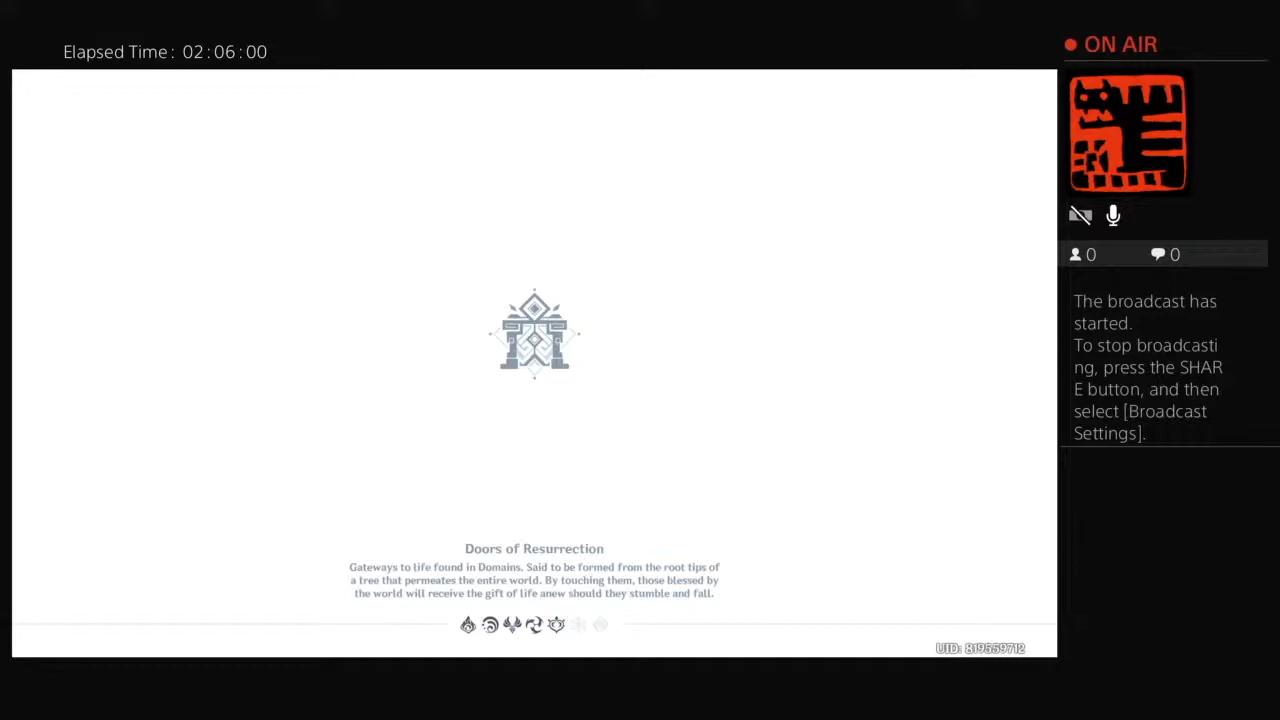 Elapsed Time: 02:06:00
ON AIR
0
0
The broadcast has
started.
To stop broadcasti
ng, press the SHAR
E button, and then
select [Broadcast
Settings].
Doors of Resurrection
Gateways to life found in Domains. Said to be formed from the root tips of
a tree that permeates the entire world. By touching them, those blessed by
the world will receive the gift of life anew should they stumble and fall.
UID: 819559712